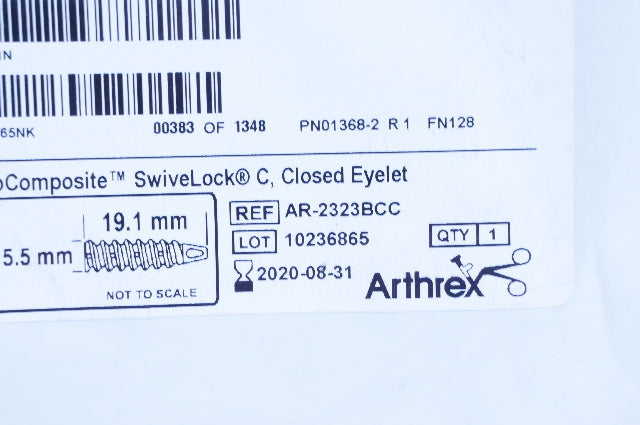 IN
65NK
00383 OF 1348
PN01368-2 R 1 FN128
oComposite™ SwiveLock® C, Closed Eyelet
19.1 mm
5.5 mm
NOT TO SCALE
REF AR-2323BCC
LOT 10236865
2020-08-31
QTY 1
Arthrex